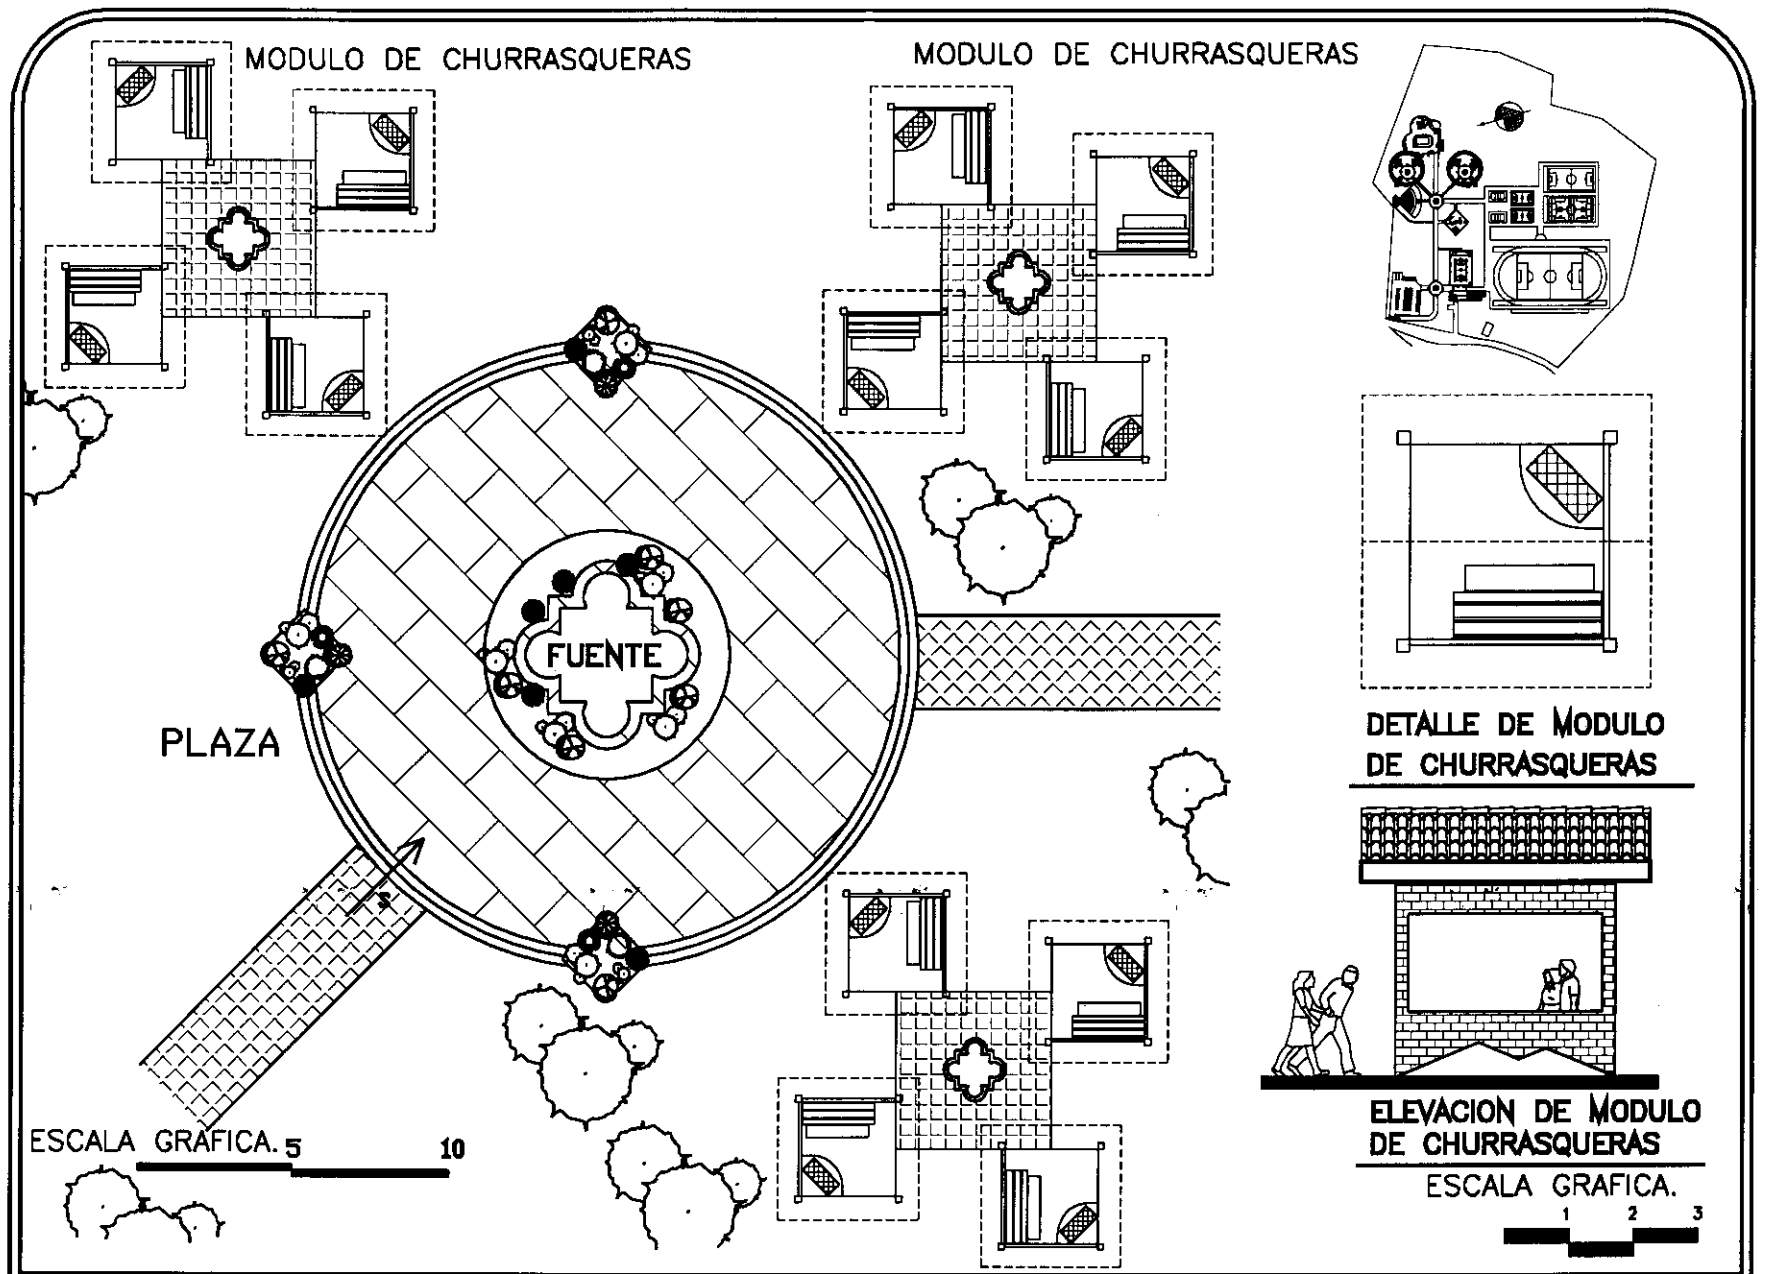 MODULO DE CHURRASQUERAS
MODULO DE CHURRASQUERAS
FUENTE
PLAZA
S
DETALLE DE MODULO
DE CHURRASQUERAS
ELEVACION DE MODULO
DE CHURRASQUERAS
ESCALA GRAFICA.
1 2 3
ESCALA GRAFICA. 5 10